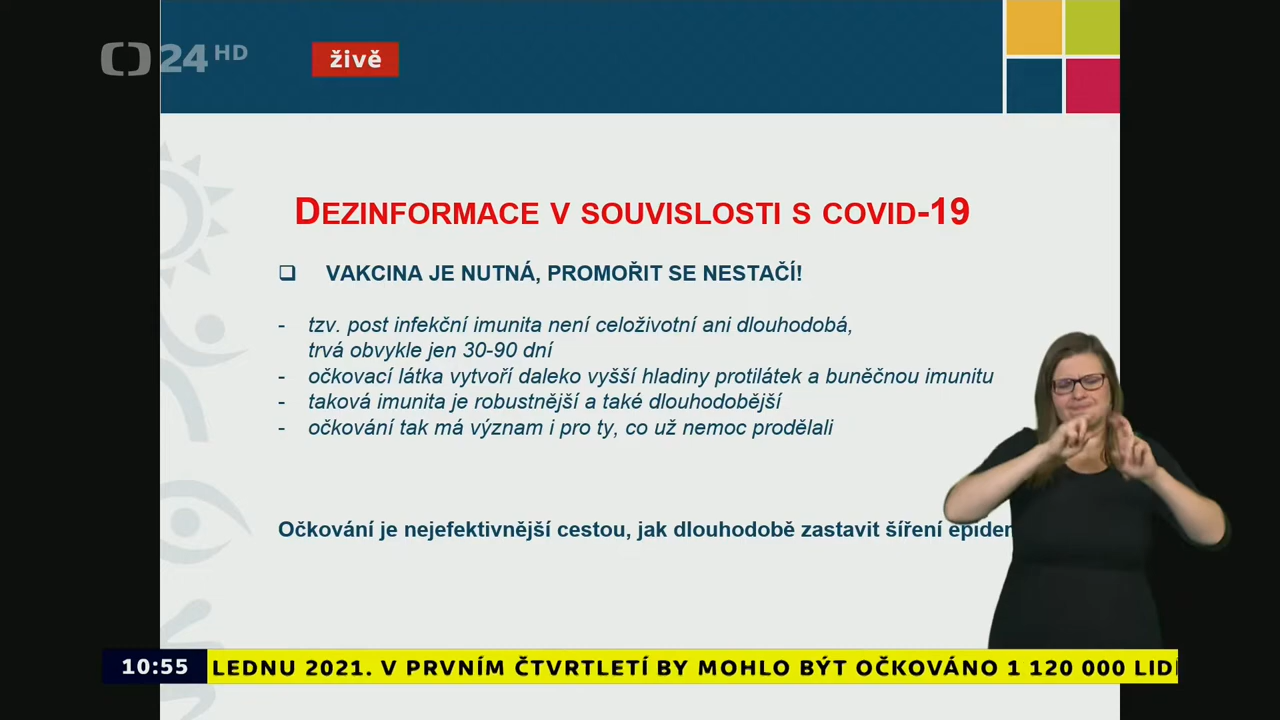 24 HD
živě
DEZINFORMACE V SOUVISLOSTI S COVID-19
VAKCINA JE NUTNÁ, PROMOŘIT SE NESTAČÍ!
- tzv. post infekční imunita není celoživotní ani dlouhodobá,
trvá obvykle jen 30-90 dní
- očkovací látka vytvoří daleko vyšší hladiny protilátek a buněčnou imunitu
- taková imunita je robustnější a také dlouhodobější
- očkování tak má význam i pro ty, co už nemoc prodělali
Očkování je nejefektivnější cestou, jak dlouhodobě zastavit šíření
10:55 LEDNU 2021. V PRVNÍM ČTVRTLETÍ BY MOHLO BÝT OČKOVÁNO 1 120 000